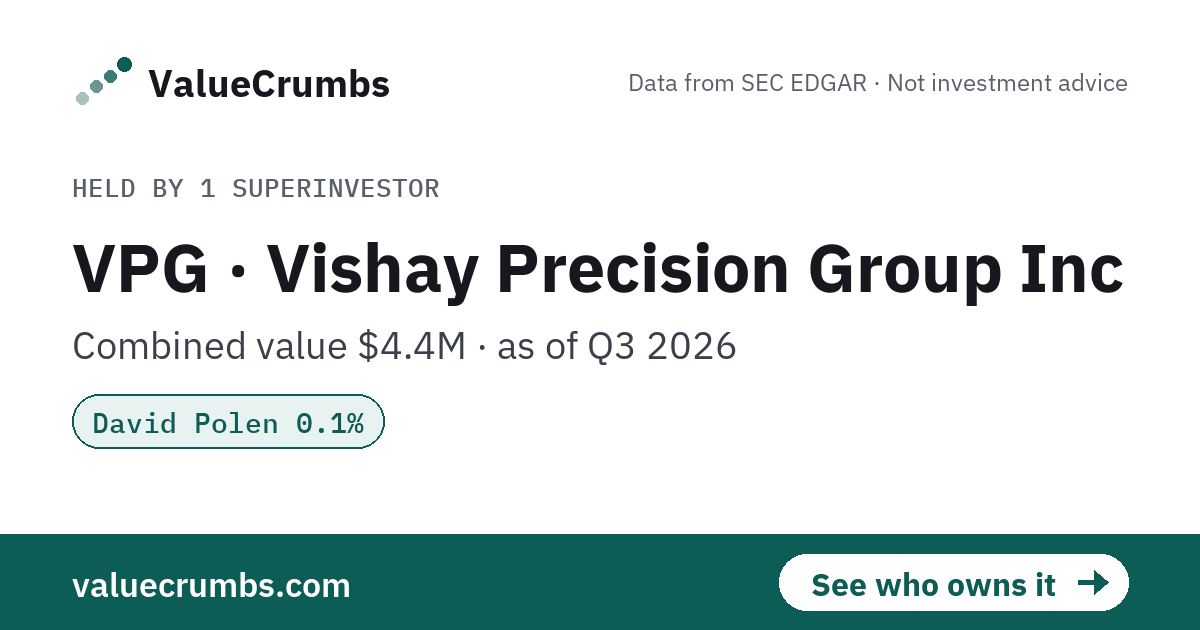 ValueCrumbs
Data from SEC EDGAR · Not investment advice
HELD BY 1 SUPERINVESTOR
VPG · Vishay Precision Group Inc
Combined value $4.4M · as of Q3 2026
David Polen 0.1%
valuecrumbs.com
See who owns it →